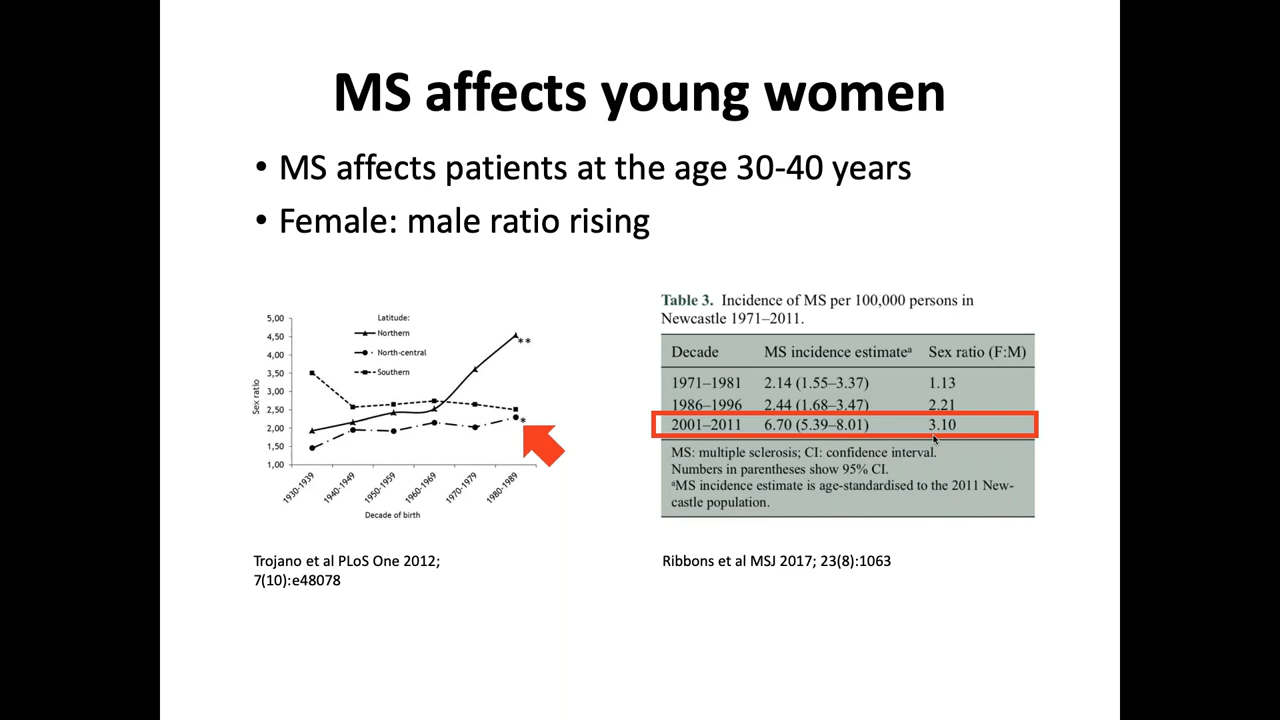 MS affects young women
• MS affects patients at the age 30-40 years
• Female: male ratio rising
5,00
4,50
4,00
3,50
3,00
2,50
2,00
1,50
1,00
Sex ratio
Latitude:
Northern
North-central
Southern
**
*
1930-1939
1940-1949
1950-1959
1960-1969
1970-1979
1980-1989
Decade of birth
Trojano et al PLoS One 2012;
7(10):e48078
Table 3. Incidence of MS per 100,000 persons in
Newcastle 1971–2011.
Decade MS incidence estimateᵃ Sex ratio (F:M)
1971–1981 2.14 (1.55–3.37) 1.13
1986–1996 2.44 (1.68–3.47) 2.21
2001–2011 6.70 (5.39–8.01) 3.10
MS: multiple sclerosis; CI: confidence interval.
Numbers in parentheses show 95% CI.
ᵃMS incidence estimate is age-standardised to the 2011 New-
castle population.
Ribbons et al MSJ 2017; 23(8):1063